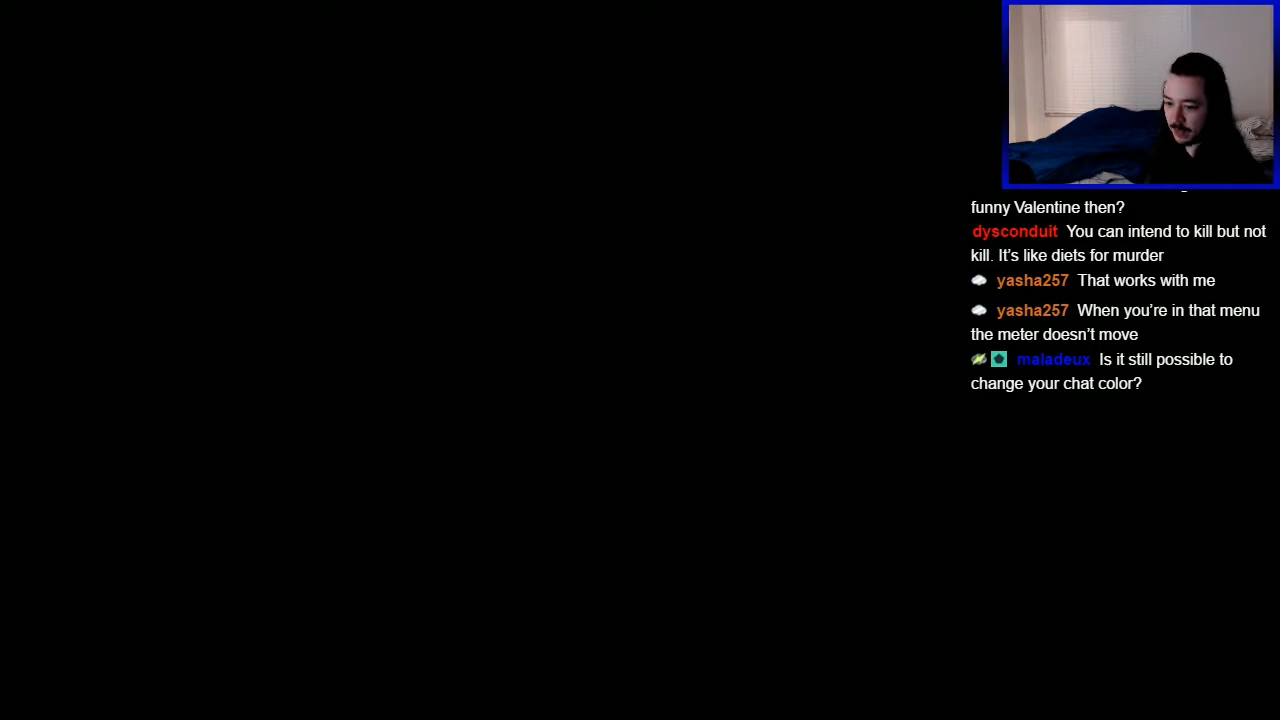 funny Valentine then?
dysconduit You can intend to kill but not
kill. It’s like diets for murder
yasha257 That works with me
yasha257 When you’re in that menu
the meter doesn’t move
maladeux Is it still possible to
change your chat color?